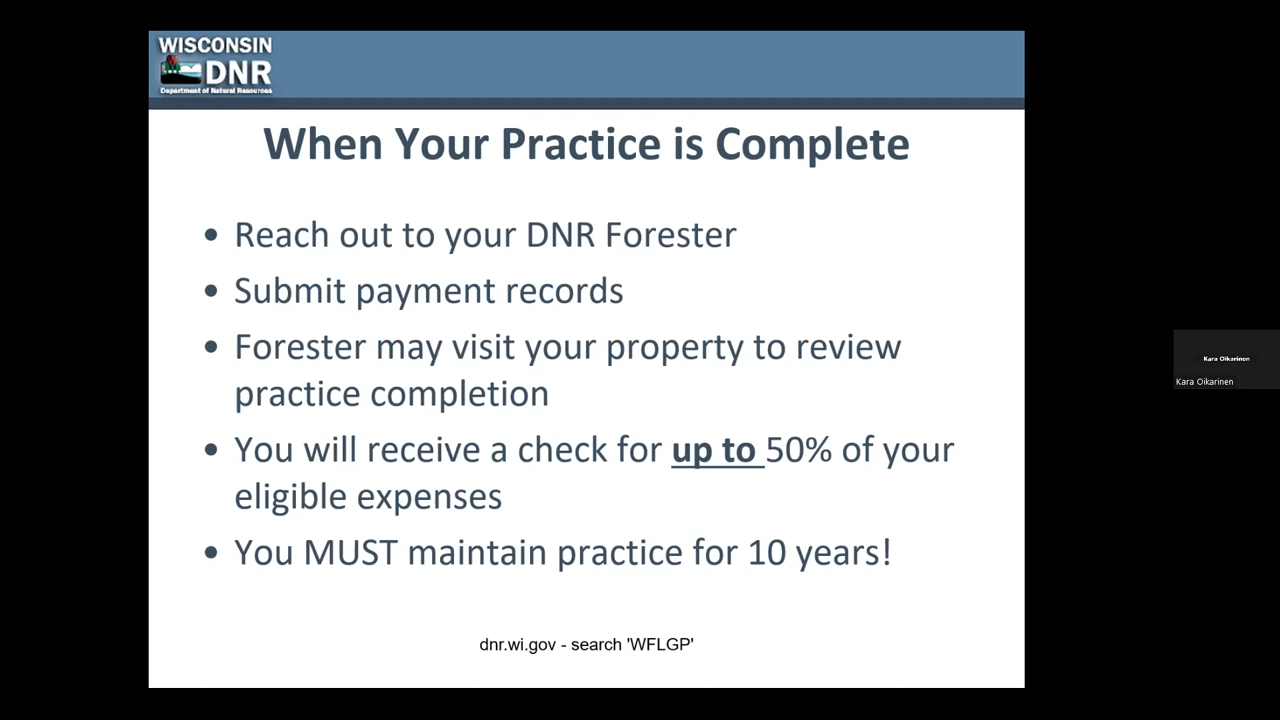 WISCONSIN
DNR
Department of Natural Resources
When Your Practice is Complete
• Reach out to your DNR Forester
• Submit payment records
• Forester may visit your property to review
practice completion
• You will receive a check for up to 50% of your
eligible expenses
• You MUST maintain practice for 10 years!
dnr.wi.gov - search 'WFLGP'
Kara Oikarinen
Kara Oikarinen